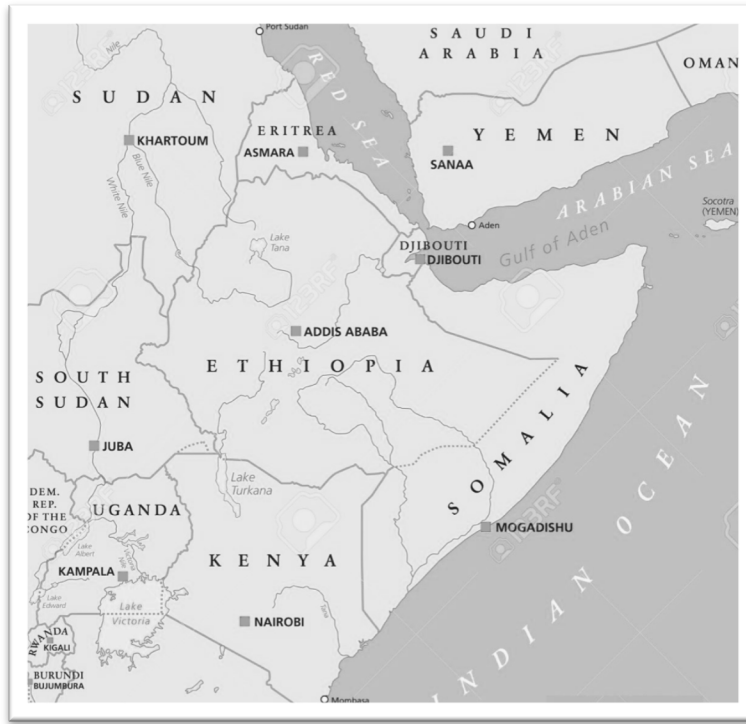 Port Sudan
SAUDI
ARABIA
OMAN
Nile
RED SEA
SUDAN
ERITREA
YEMEN
KHARTOUM
ASMARA
SANAA
ARABIAN SEA
Blue Nile
White Nile
Socotra
(YEMEN)
Aden
Lake
Tana
DJIBOUTI
DJIBOUTI
Gulf of Aden
ADDIS ABABA
ETHIOPIA
SOUTH
SUDAN
SOMALIA
JUBA
Lake
Turkana
DEM.
REP.
OF THE
CONGO
UGANDA
MOGADISHU
INDIAN OCEAN
Lake
Albert
KENYA
KAMPALA
Lake
Edward
Lake
Victoria
NAIROBI
RWANDA
KIGALI
BURUNDI
BUJUMBURA
Mombasa
123RF